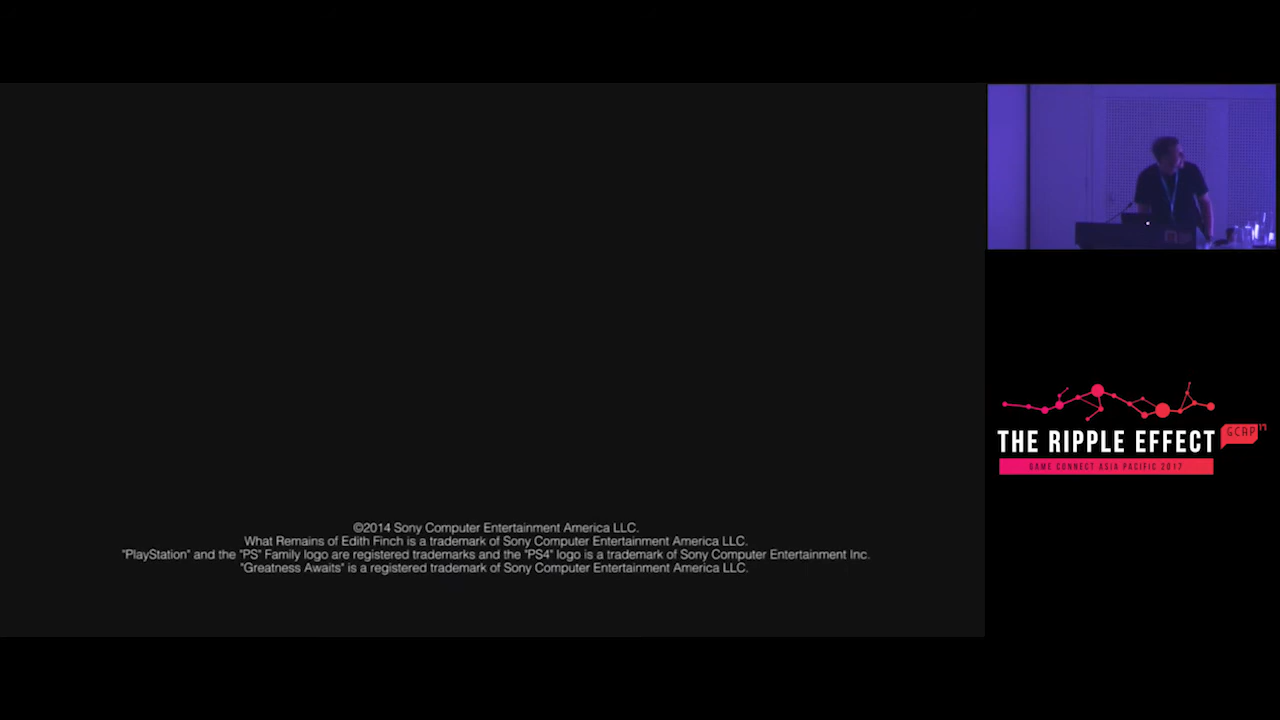 ©2014 Sony Computer Entertainment America LLC.
What Remains of Edith Finch is a trademark of Sony Computer Entertainment America LLC.
"PlayStation" and the "PS" Family logo are registered trademarks and the "PS4" logo is a trademark of Sony Computer Entertainment Inc.
"Greatness Awaits" is a registered trademark of Sony Computer Entertainment America LLC.
THE RIPPLE EFFECT
GCAP 17
GAME CONNECT ASIA PACIFIC 2017